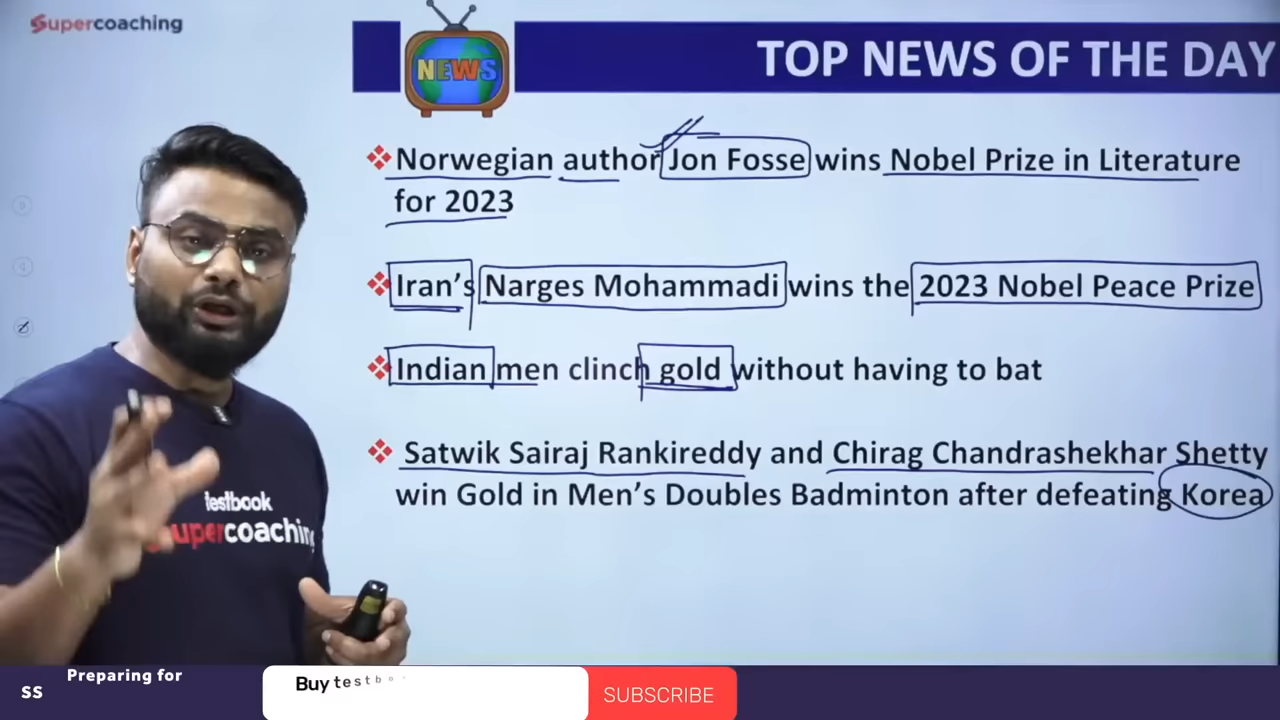 Supercoaching
NEWS
TOP NEWS OF THE DAY
Norwegian author Jon Fosse wins Nobel Prize in Literature
for 2023
Iran's Narges Mohammadi wins the 2023 Nobel Peace Prize
Indian men clinch gold without having to bat
Satwik Sairaj Rankireddy and Chirag Chandrashekhar Shetty
win Gold in Men's Doubles Badminton after defeating Korea
testbook
supercoaching
Preparing for
SS
Buy testbo
SUBSCRIBE